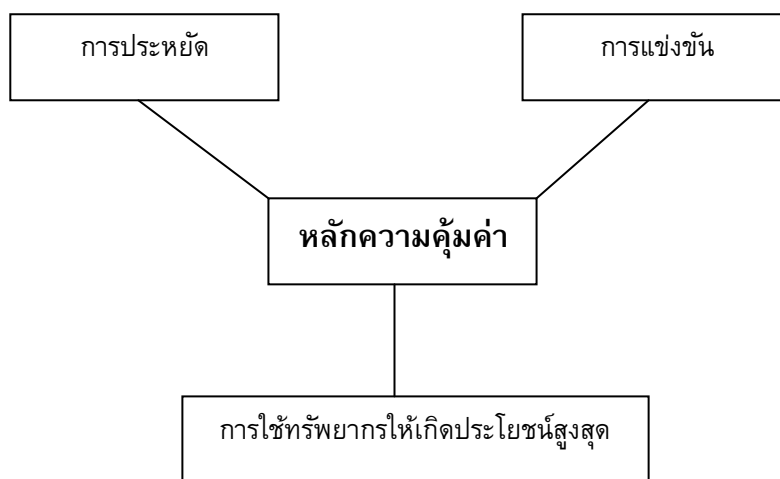 การประหยัด
การแข่งขัน
หลักความคุ้มค่า
การใช้ทรัพยากรให้เกิดประโยชน์สูงสุด